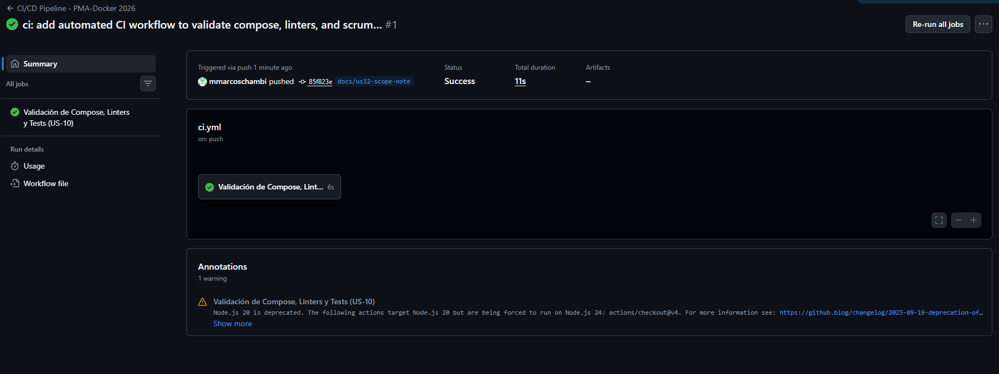 CI/CD Pipeline - PMA-Docker 2026
ci: add automated CI workflow to validate compose, linters, and scrum... #1
Re-run all jobs
Summary
All jobs
Validación de Compose, Linters
y Tests (US-10)
Run details
Usage
Workflow file
Triggered via push 1 minute ago
mmarcoschambi pushed 85f823e docs/us12-scope-note
Status
Success
Total duration
11s
Artifacts
–
ci.yml
on: push
Validación de Compose, Lint... 6s
Annotations
1 warning
Validación de Compose, Linters y Tests (US-10)
Node.js 20 is deprecated. The following actions target Node.js 20 but are being forced to run on Node.js 24: actions/checkout@v4. For more information see: https://github.blog/changelog/2025-09-19-deprecation-of…
Show more